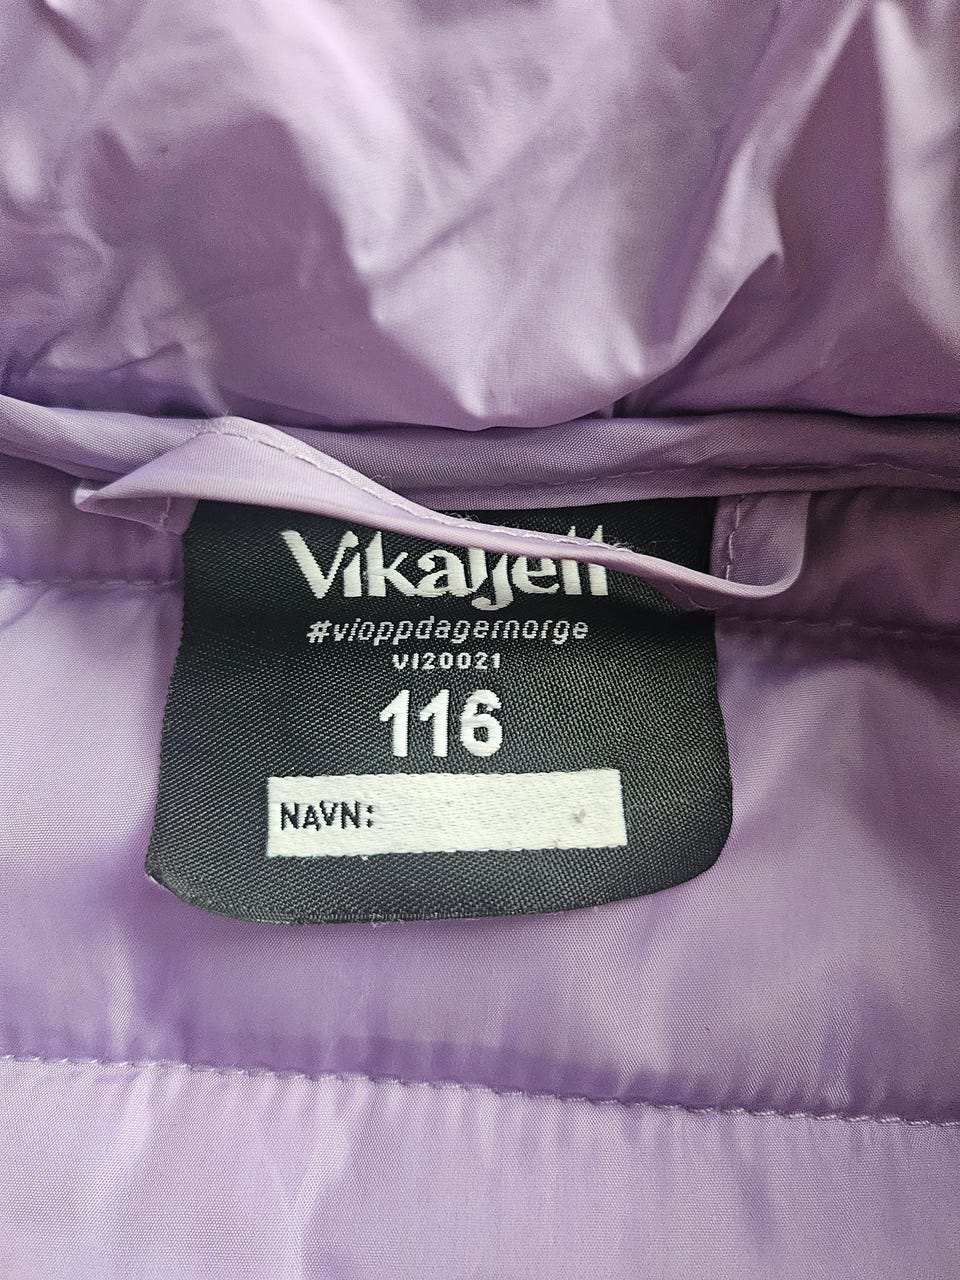 Vikafjell
#vioppdagernorge
VI20021
116
NAVN: